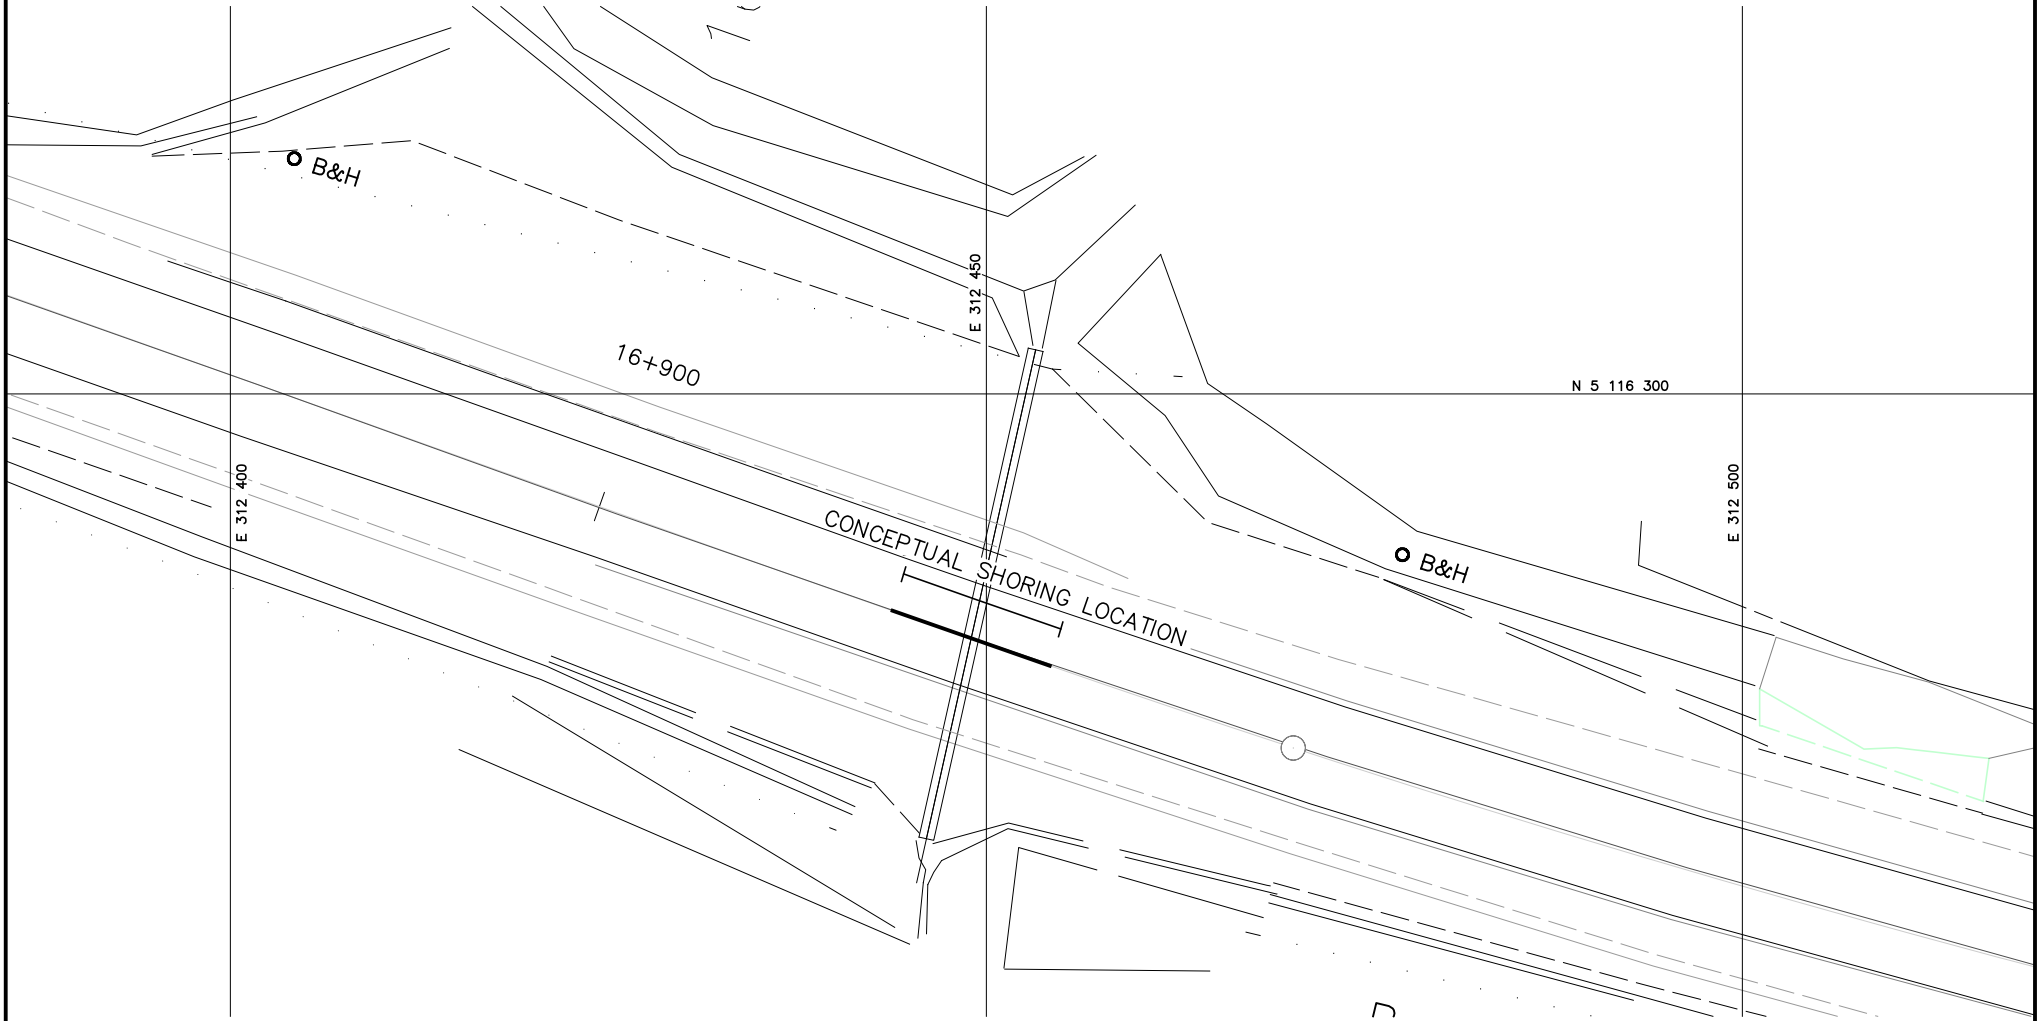 B&H
E 312 450
16+900
N 5 116 300
E 312 400
E 312 500
CONCEPTUAL SHORING LOCATION
B&H